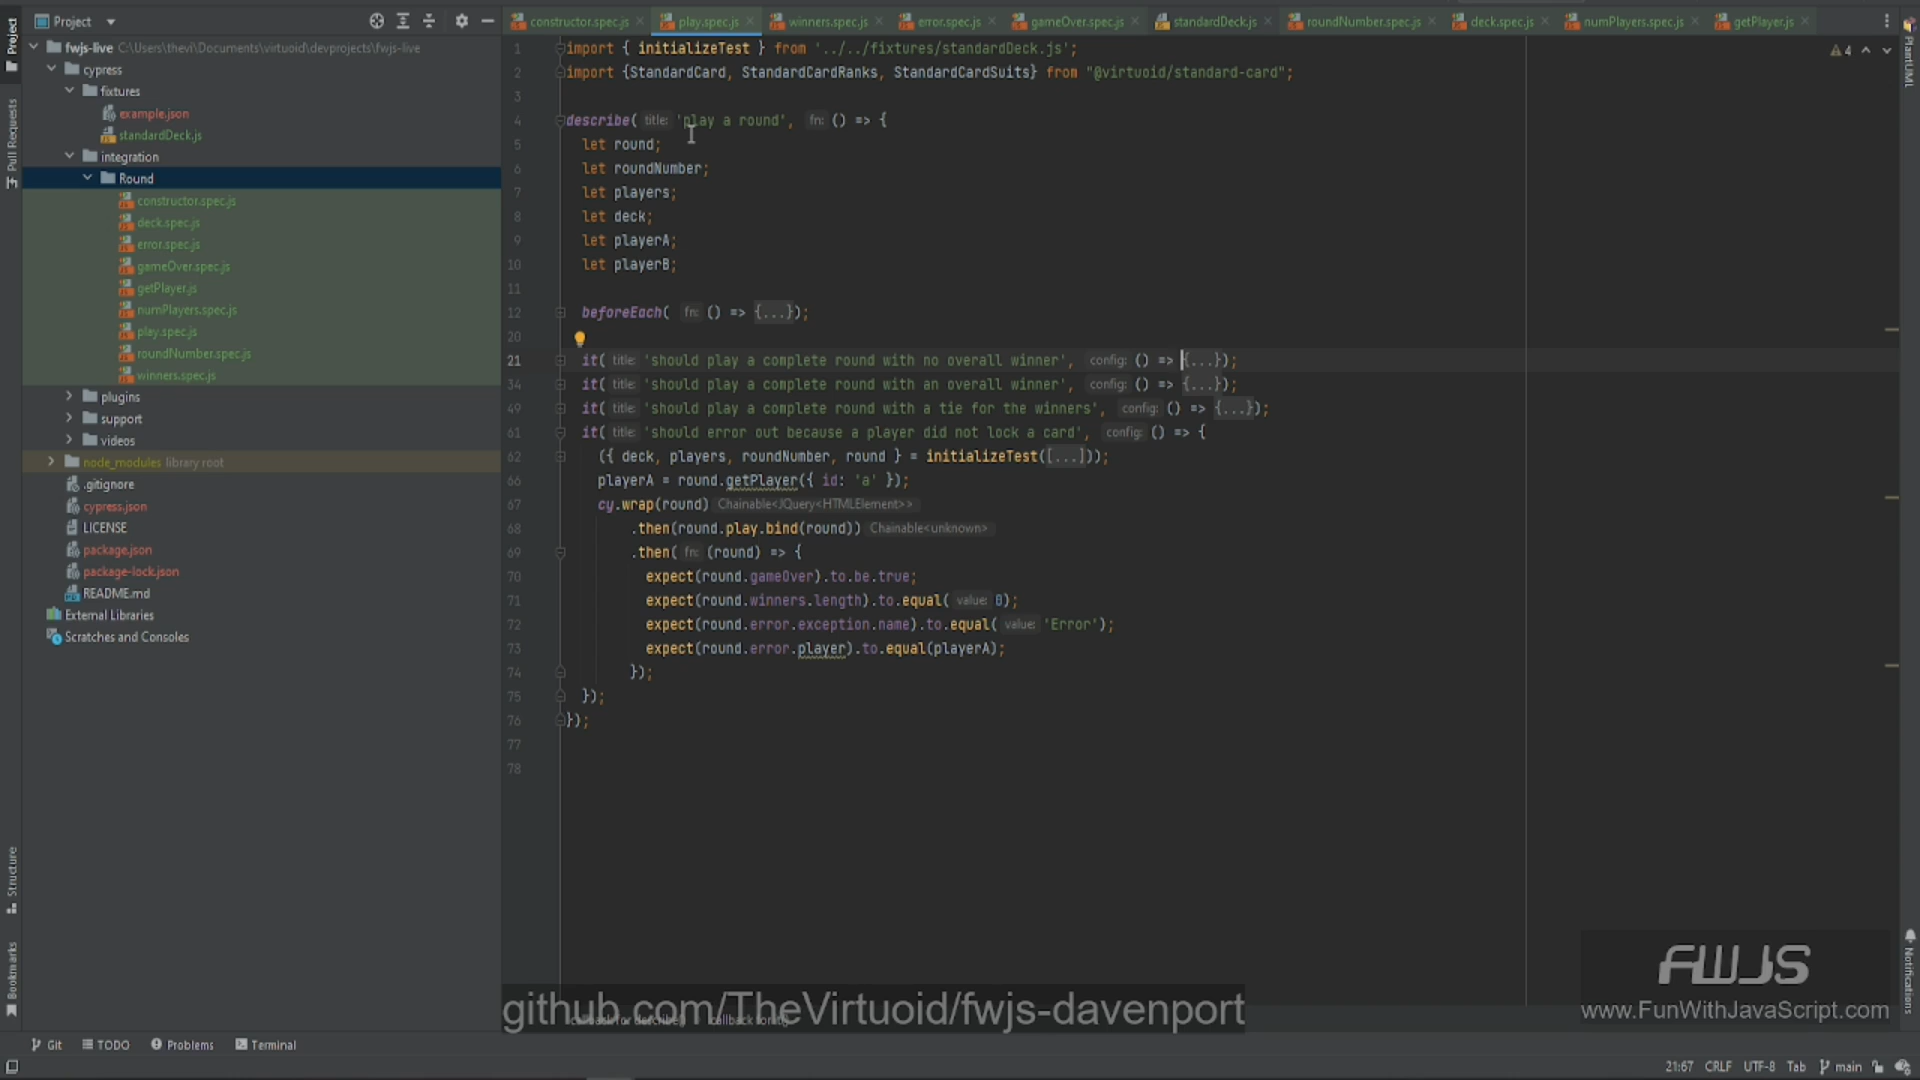 Project
constructor.spec.js
play.spec.js
winners.spec.js
error.spec.js
gameOver.spec.js
standardDeck.js
roundNumber.spec.js
deck.spec.js
numPlayers.spec.js
getPlayer.js
Project
Pull Requests
Structure
Bookmarks
PlantUML
Notifications
fwjs-live C:\Users\thevi\Documents\virtuoid\devprojects\fwjs-live
cypress
fixtures
example.json
standardDeck.js
integration
Round
constructor.spec.js
deck.spec.js
error.spec.js
gameOver.spec.js
getPlayer.js
numPlayers.spec.js
play.spec.js
roundNumber.spec.js
winners.spec.js
plugins
support
videos
node_modules library root
.gitignore
cypress.json
LICENSE
package.json
package-lock.json
README.md
External Libraries
Scratches and Consoles
4
1 import { initializeTest } from '../../fixtures/standardDeck.js';
2 import {StandardCard, StandardCardRanks, StandardCardSuits} from "@virtuoid/standard-card";
3
4 describe( title: 'play a round', fn: () => {
5 let round;
6 let roundNumber;
7 let players;
8 let deck;
9 let playerA;
10 let playerB;
11
12 beforeEach( fn: () => {...});
20
21 it( title: 'should play a complete round with no overall winner', config: () => {...});
34 it( title: 'should play a complete round with an overall winner', config: () => {...});
49 it( title: 'should play a complete round with a tie for the winners', config: () => {...});
61 it( title: 'should error out because a player did not lock a card', config: () => {
62 ({ deck, players, roundNumber, round } = initializeTest([...]));
66 playerA = round.getPlayer({ id: 'a' });
67 cy.wrap(round) Chainable<JQuery<HTMLElement>>
68 .then(round.play.bind(round)) Chainable<unknown>
69 .then( fn: (round) => {
70 expect(round.gameOver).to.be.true;
71 expect(round.winners.length).to.equal( value: 0);
72 expect(round.error.exception.name).to.equal( value: 'Error');
73 expect(round.error.player).to.equal(playerA);
74 });
75 });
76 });
77
78
FWJS
www.FunWithJavaScript.com
github.com/TheVirtuoid/fwjs-davenport
Git
TODO
Problems
Terminal
21:67 CRLF UTF-8 Tab main